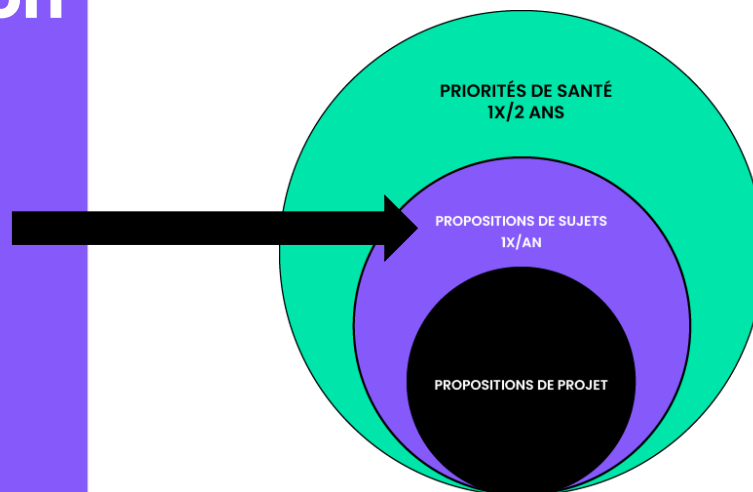 PRIORITÉS DE SANTÉ
1X/2 ANS
PROPOSITIONS DE SUJETS
1X/AN
PROPOSITIONS DE PROJET